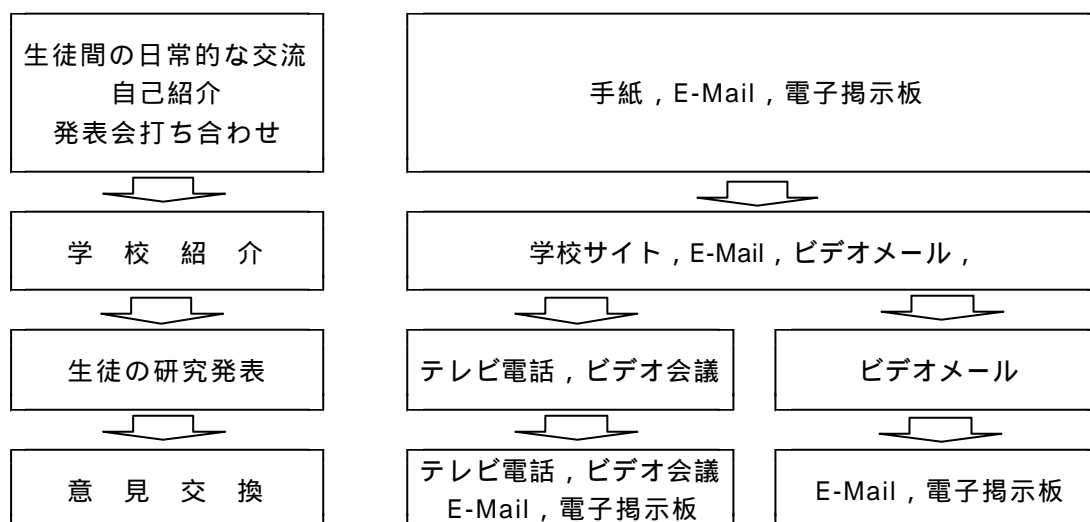 生徒間の日常的な交流
自己紹介
発表会打ち合わせ
手紙 , E-Mail , 電子掲示板
学 校 紹 介
学校サイト , E-Mail , ビデオメール ,
生徒の研究発表
テレビ電話 , ビデオ会議
ビデオメール
意 見 交 換
テレビ電話 , ビデオ会議
E-Mail , 電子掲示板
E-Mail , 電子掲示板